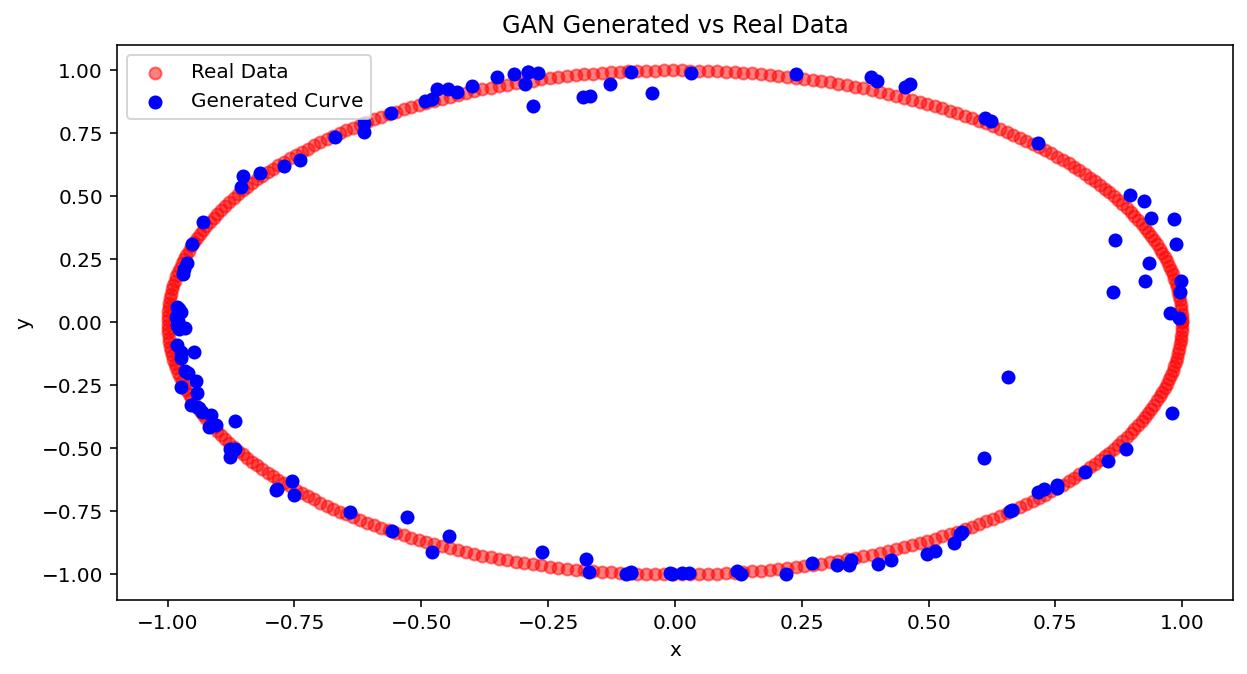 GAN Generated vs Real Data
Real Data
Generated Curve
1.00
0.75
0.50
0.25
0.00
−0.25
−0.50
−0.75
−1.00
y
−1.00 −0.75 −0.50 −0.25 0.00 0.25 0.50 0.75 1.00
x